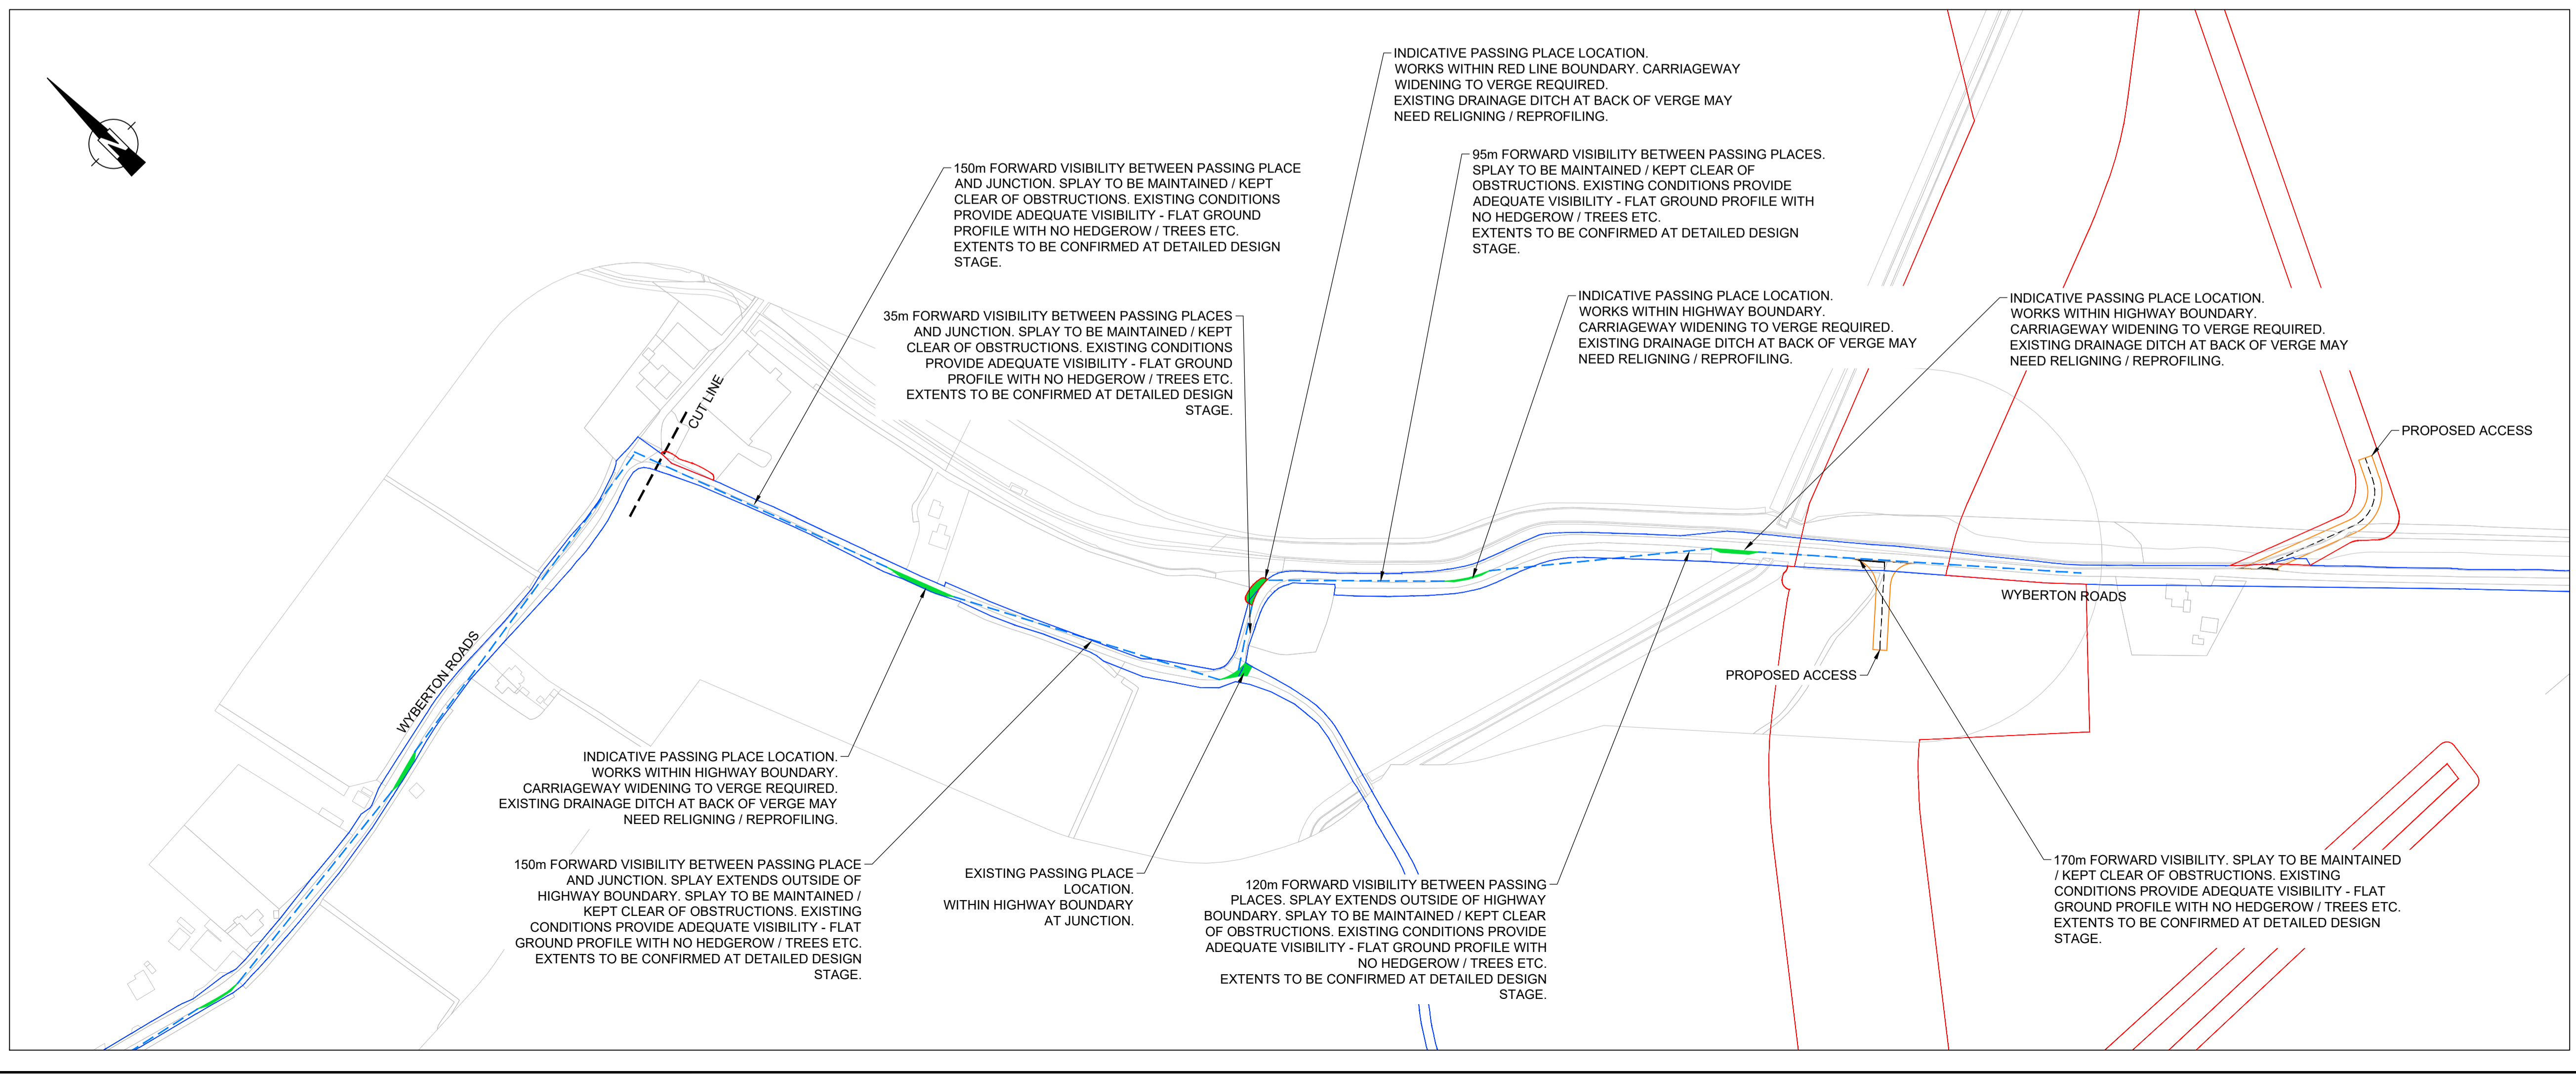 INDICATIVE PASSING PLACE LOCATION.
WORKS WITHIN RED LINE BOUNDARY. CARRIAGEWAY
WIDENING TO VERGE REQUIRED.
EXISTING DRAINAGE DITCH AT BACK OF VERGE MAY
NEED RELIGNING / REPROFILING.
150m FORWARD VISIBILITY BETWEEN PASSING PLACE
AND JUNCTION. SPLAY TO BE MAINTAINED / KEPT
CLEAR OF OBSTRUCTIONS. EXISTING CONDITIONS
PROVIDE ADEQUATE VISIBILITY - FLAT GROUND
PROFILE WITH NO HEDGEROW / TREES ETC.
EXTENTS TO BE CONFIRMED AT DETAILED DESIGN
STAGE.
95m FORWARD VISIBILITY BETWEEN PASSING PLACES.
SPLAY TO BE MAINTAINED / KEPT CLEAR OF
OBSTRUCTIONS. EXISTING CONDITIONS PROVIDE
ADEQUATE VISIBILITY - FLAT GROUND PROFILE WITH
NO HEDGEROW / TREES ETC.
EXTENTS TO BE CONFIRMED AT DETAILED DESIGN
STAGE.
35m FORWARD VISIBILITY BETWEEN PASSING PLACES
AND JUNCTION. SPLAY TO BE MAINTAINED / KEPT
CLEAR OF OBSTRUCTIONS. EXISTING CONDITIONS
PROVIDE ADEQUATE VISIBILITY - FLAT GROUND
PROFILE WITH NO HEDGEROW / TREES ETC.
EXTENTS TO BE CONFIRMED AT DETAILED DESIGN
STAGE.
INDICATIVE PASSING PLACE LOCATION.
WORKS WITHIN HIGHWAY BOUNDARY.
CARRIAGEWAY WIDENING TO VERGE REQUIRED.
EXISTING DRAINAGE DITCH AT BACK OF VERGE MAY
NEED RELIGNING / REPROFILING.
INDICATIVE PASSING PLACE LOCATION.
WORKS WITHIN HIGHWAY BOUNDARY.
CARRIAGEWAY WIDENING TO VERGE REQUIRED.
EXISTING DRAINAGE DITCH AT BACK OF VERGE MAY
NEED RELIGNING / REPROFILING.
CUT LINE
PROPOSED ACCESS
WYBERTON ROADS
WYBERTON ROADS
PROPOSED ACCESS
INDICATIVE PASSING PLACE LOCATION.
WORKS WITHIN HIGHWAY BOUNDARY.
CARRIAGEWAY WIDENING TO VERGE REQUIRED.
EXISTING DRAINAGE DITCH AT BACK OF VERGE MAY
NEED RELIGNING / REPROFILING.
150m FORWARD VISIBILITY BETWEEN PASSING PLACE
AND JUNCTION. SPLAY EXTENDS OUTSIDE OF
HIGHWAY BOUNDARY. SPLAY TO BE MAINTAINED /
KEPT CLEAR OF OBSTRUCTIONS. EXISTING
CONDITIONS PROVIDE ADEQUATE VISIBILITY - FLAT
GROUND PROFILE WITH NO HEDGEROW / TREES ETC.
EXTENTS TO BE CONFIRMED AT DETAILED DESIGN
STAGE.
EXISTING PASSING PLACE
LOCATION.
WITHIN HIGHWAY BOUNDARY
AT JUNCTION.
120m FORWARD VISIBILITY BETWEEN PASSING
PLACES. SPLAY EXTENDS OUTSIDE OF HIGHWAY
BOUNDARY. SPLAY TO BE MAINTAINED / KEPT CLEAR
OF OBSTRUCTIONS. EXISTING CONDITIONS PROVIDE
ADEQUATE VISIBILITY - FLAT GROUND PROFILE WITH
NO HEDGEROW / TREES ETC.
EXTENTS TO BE CONFIRMED AT DETAILED DESIGN
STAGE.
170m FORWARD VISIBILITY. SPLAY TO BE MAINTAINED
/ KEPT CLEAR OF OBSTRUCTIONS. EXISTING
CONDITIONS PROVIDE ADEQUATE VISIBILITY - FLAT
GROUND PROFILE WITH NO HEDGEROW / TREES ETC.
EXTENTS TO BE CONFIRMED AT DETAILED DESIGN
STAGE.
N